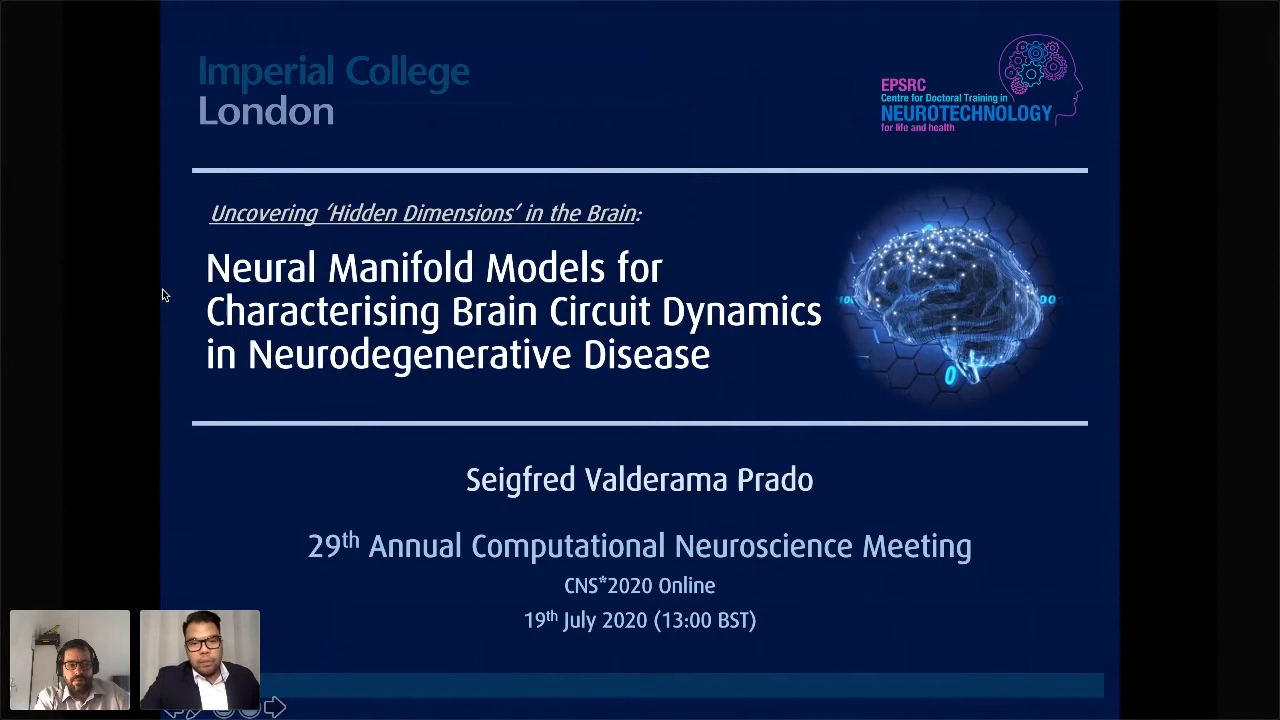 Imperial College
London
EPSRC
Centre for Doctoral Training in
NEUROTECHNOLOGY
for life and health
Uncovering ‘Hidden Dimensions’ in the Brain:
Neural Manifold Models for
Characterising Brain Circuit Dynamics
in Neurodegenerative Disease
0
Seigfred Valderama Prado
29th Annual Computational Neuroscience Meeting
CNS*2020 Online
19th July 2020 (13:00 BST)